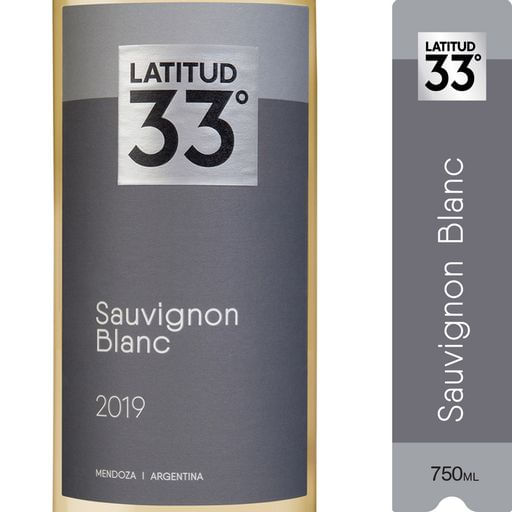 LATITUD
33°
Sauvignon
Blanc
2019
MENDOZA | ARGENTINA
LATITUD
33°
Sauvignon Blanc
750ML